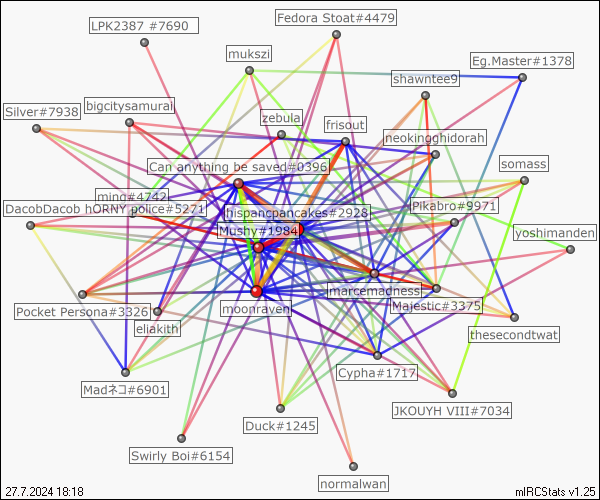 Fedora Stoat#4479
LPK2387 #7690
mukszi
Eg.Master#1378
shawntee9
bigcitysamurai
Silver#7938
zebula
frisout
neokingghidorah
Can anything be saved#0396
somass
ming#4742
DacobDacob hORNY police#5271
hispancpancakes#2928
Pikabro#9971
Mushy#1984
yoshimanden
marcemadness
Majestic#3375
Pocket Persona#3326
moonraven
eliakith
thesecondtwat
Cypha#1717
Madネコ#6901
JKOUYH VIII#7034
Duck#1245
Swirly Boi#6154
normalwan
27.7.2024 18:18
mIRCStats v1.25